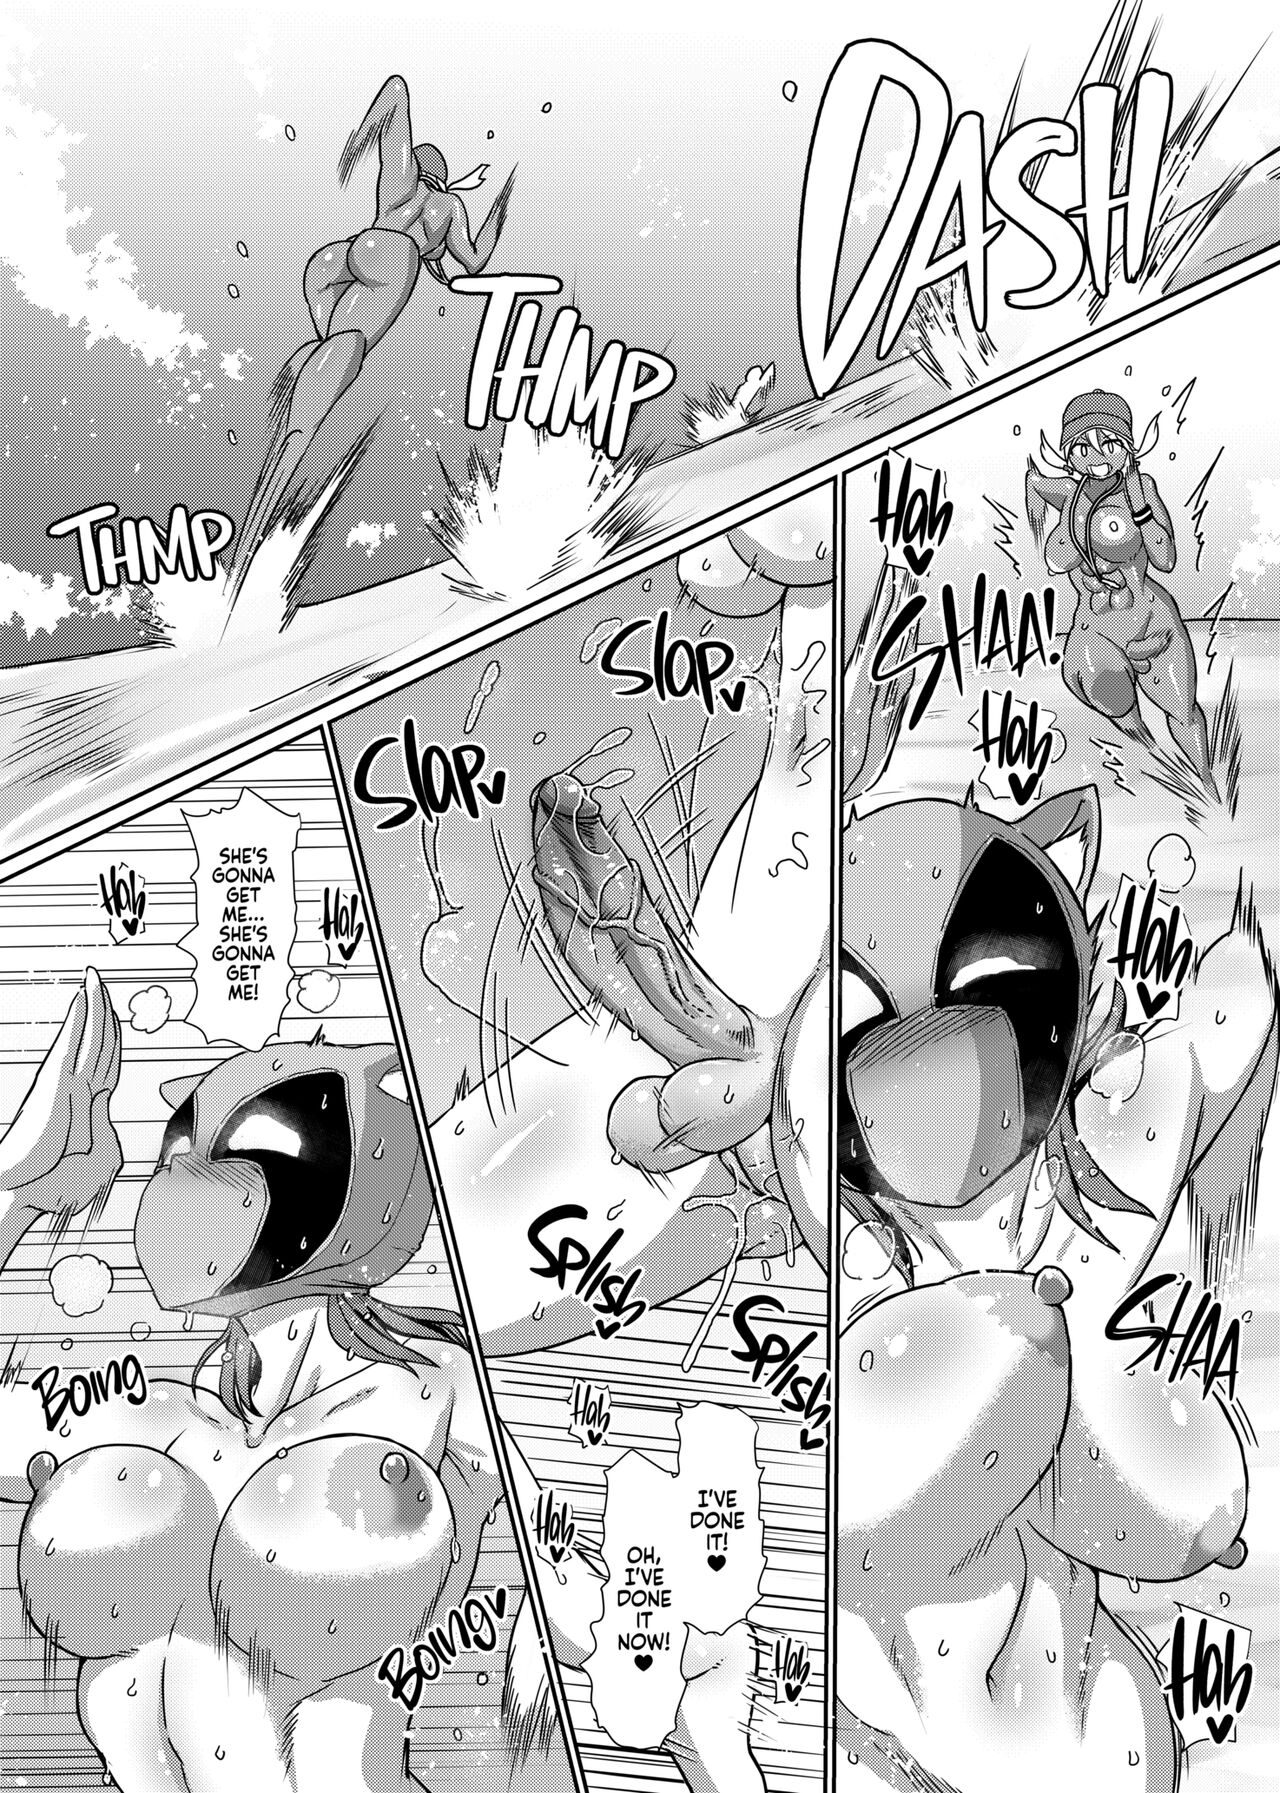 DASH
THMP
THMP
Hah
SHAA!
Hah
Hah
SHAA
Hah
Slap
Slap
Splish
Splish
Hah
Hah
I'VE
DONE
IT!
OH,
I'VE
DONE
IT
NOW!
Hah
SHE'S
GONNA
GET
ME...
SHE'S
GONNA
GET
ME!
Hah
Hah
Boing
Boing